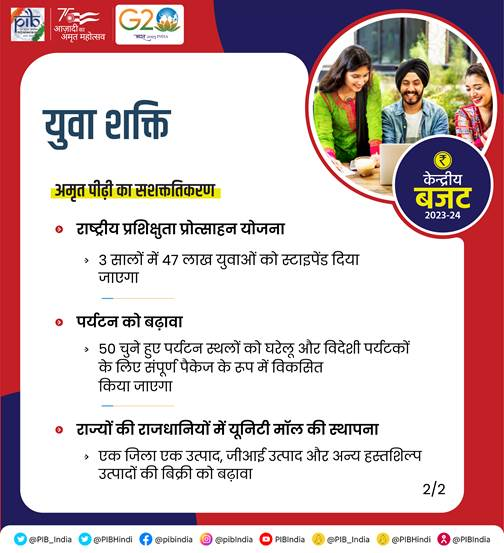 pib
75
आज़ादी का
अमृत महोत्सव
G20
युवा शक्ति
केन्द्रीय
बजट
2023-24
अमृत पीढ़ी का सशक्ततिकरण
राष्ट्रीय प्रशिक्षुता प्रोत्साहन योजना
3 सालों में 47 लाख युवाओं को स्टाइपेंड दिया
जाएगा
पर्यटन को बढ़ावा
50 चुने हुए पर्यटन स्थलों को घरेलू और विदेशी पर्यटकों
के लिए संपूर्ण पैकेज के रूप में विकसित
किया जाएगा
राज्यों की राजधानियों में यूनिटी मॉल की स्थापना
एक जिला एक उत्पाद, जीआई उत्पाद और अन्य हस्तशिल्प
उत्पादों की बिक्री को बढ़ावा
2/2
@PIB_India @PIBHindi @pibindia @pibindia PIBIndia @PIB_India @PIBHindi @PIBIndia